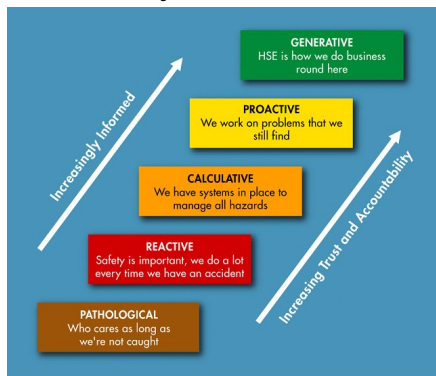 GENERATIVE
HSE is how we do business
round here
PROACTIVE
We work on problems that we
still find
CALCULATIVE
We have systems in place to
manage all hazards
REACTIVE
Safety is important, we do a lot
every time we have an accident
PATHOLOGICAL
Who cares as long as
we're not caught
Increasingly Informed
Increasing Trust and Accountability